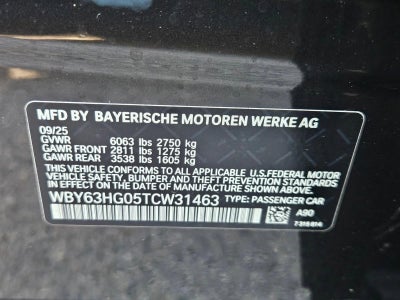 MFD BY BAYERISCHE MOTOREN WERKE AG
09/25
GVWR 6063 lbs 2750 kg
GAWR FRONT 2811 lbs 1275 kg
GAWR REAR 3538 lbs 1605 kg
THIS VEHICLE CONFORMS TO ALL APPLICABLE U.S.FEDERAL MOTOR
VEHICLE SAFETY, BUMPER, AND THEFT PREVENTION STANDARDS
IN EFFECT ON THE DATE OF MANUFACTURE SHOWN ABOVE.
WBY63HG05TCW31463 TYPE: PASSENGER CAR
A90